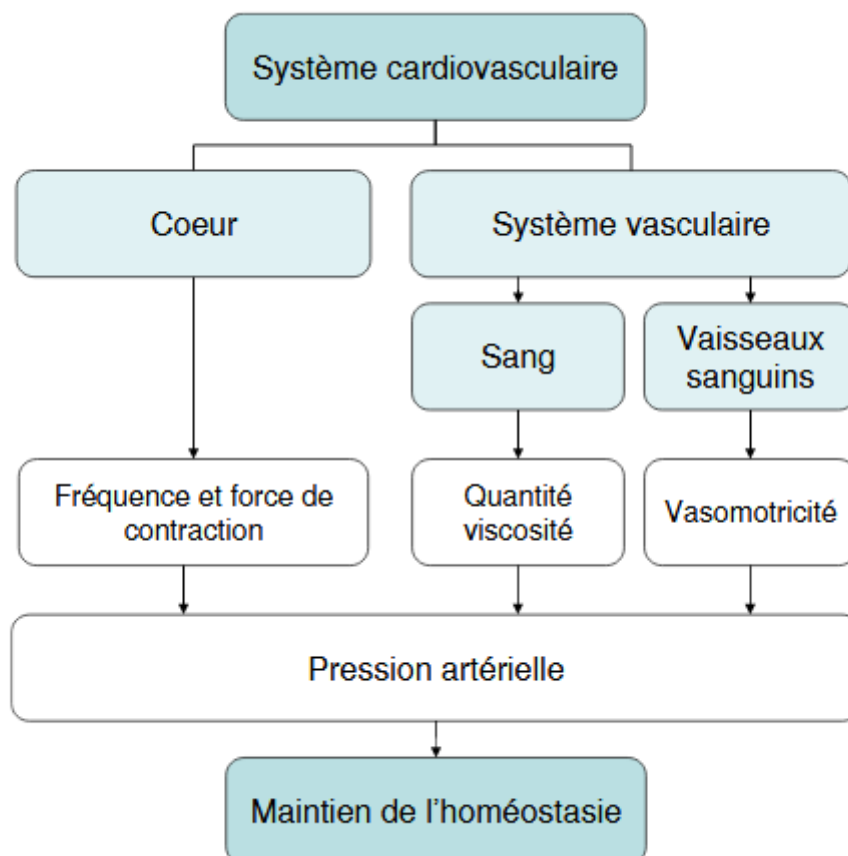 Système cardiovasculaire
Coeur
Système vasculaire
Sang
Vaisseaux
sanguins
Fréquence et force de
contraction
Quantité
viscosité
Vasomotricité
Pression artérielle
Maintien de l'homéostasie